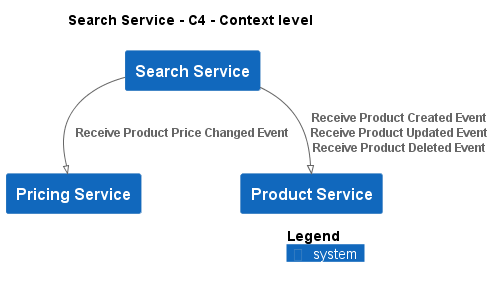 Search Service - C4 - Context level
Search Service
Receive Product Price Changed Event
Receive Product Created Event
Receive Product Updated Event
Receive Product Deleted Event
Pricing Service
Product Service
Legend
system